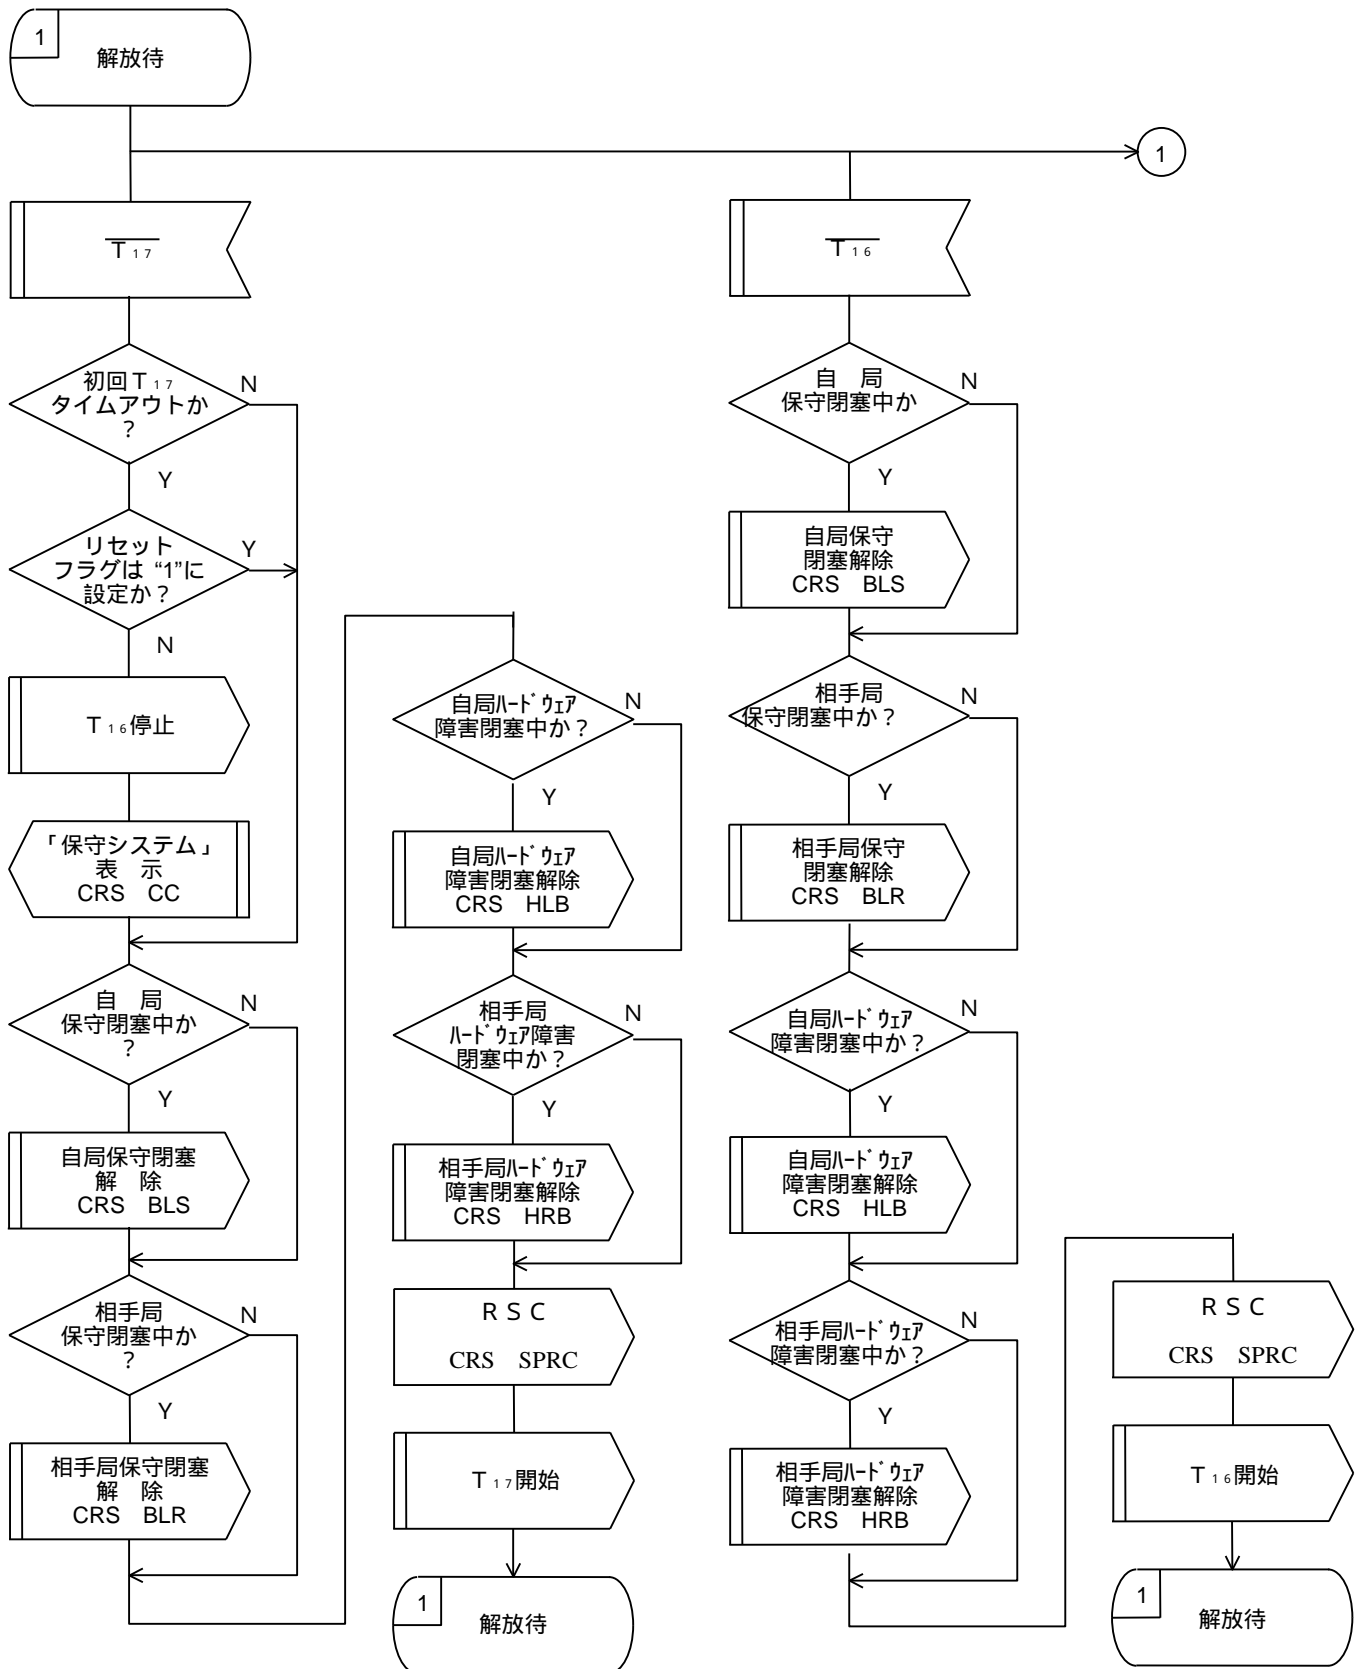 1
解放待
1
T₁₇
初回T₁₇
タイムアウトか
?
N
Y
リセット
フラグは “1”に
設定か?
Y
N
T₁₆停止
「保守システム」
表 示
CRS CC
自 局
保守閉塞中か
?
N
Y
自局保守閉塞
解 除
CRS BLS
相手局
保守閉塞中か
?
N
Y
相手局保守閉塞
解 除
CRS BLR
自局ハードウェア
障害閉塞中か?
N
Y
自局ハードウェア
障害閉塞解除
CRS HLB
相手局
ハードウェア障害
閉塞中か?
N
Y
相手局ハードウェア
障害閉塞解除
CRS HRB
RSC
CRS SPRC
T₁₇開始
1
解放待
T₁₆
自 局
保守閉塞中か
N
Y
自局保守
閉塞解除
CRS BLS
相手局
保守閉塞中か?
N
Y
相手局保守
閉塞解除
CRS BLR
自局ハードウェア
障害閉塞中か?
N
Y
自局ハードウェア
障害閉塞解除
CRS HLB
相手局ハードウェア
障害閉塞中か?
N
Y
相手局ハードウェア
障害閉塞解除
CRS HRB
RSC
CRS SPRC
T₁₆開始
1
解放待